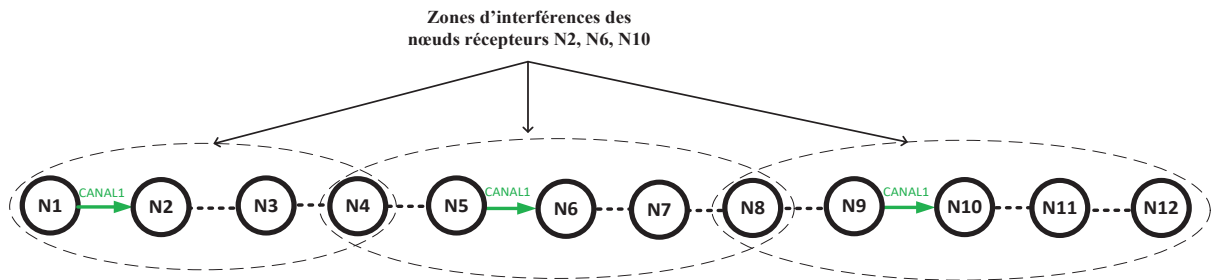 Zones d'interférences des
nœuds récepteurs N2, N6, N10
CANAL1 CANAL1 CANAL1
N1 N2 N3 N4 N5 N6 N7 N8 N9 N10 N11 N12